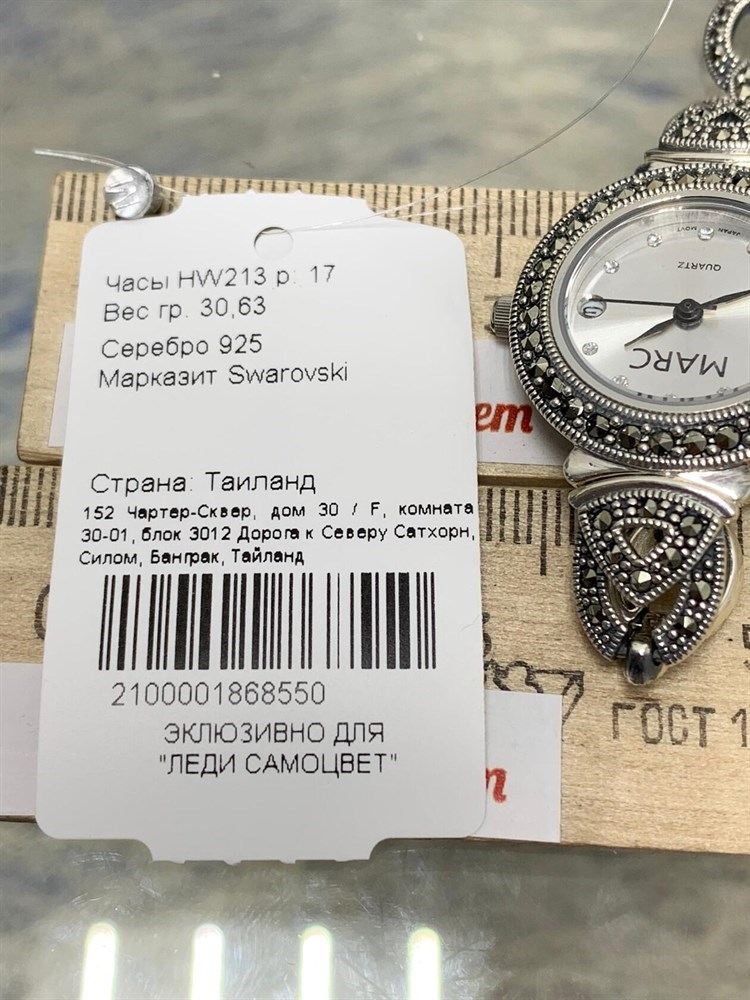 Часы HW213 р: 17
Вес гр. 30,63
Серебро 925
Марказит Swarovski
Страна: Таиланд
152 Чартер-Сквер, дом 30 / F, комната
30-01, блок 3012 Дорога к Северу Сатхорн,
Силом, Банграк, Тайланд
2100001868550
ЭКЛЮЗИВНО ДЛЯ
"ЛЕДИ САМОЦВЕТ"
MARC
QUARTZ
JAPAN MOVT
ГОСТ 1